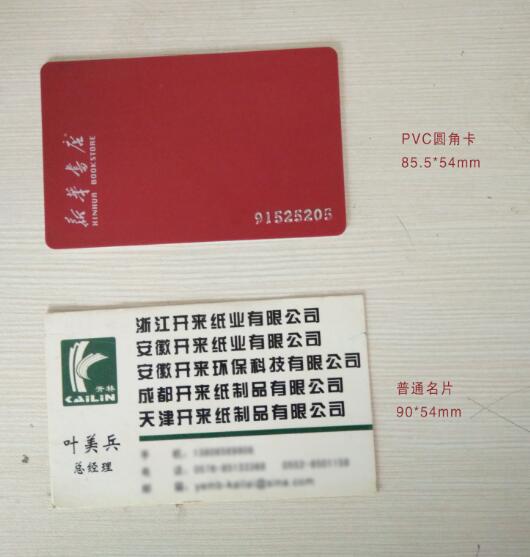 新华书店
XINHUA BOOKSTORE
91525205
PVC圆角卡
85.5*54mm
浙江开来纸业有限公司
安徽开来纸业有限公司
安徽开来环保科技有限公司
成都开来纸制品有限公司
天津开来纸制品有限公司
CAILIN
叶美兵
总经理
普通名片
90*54mm